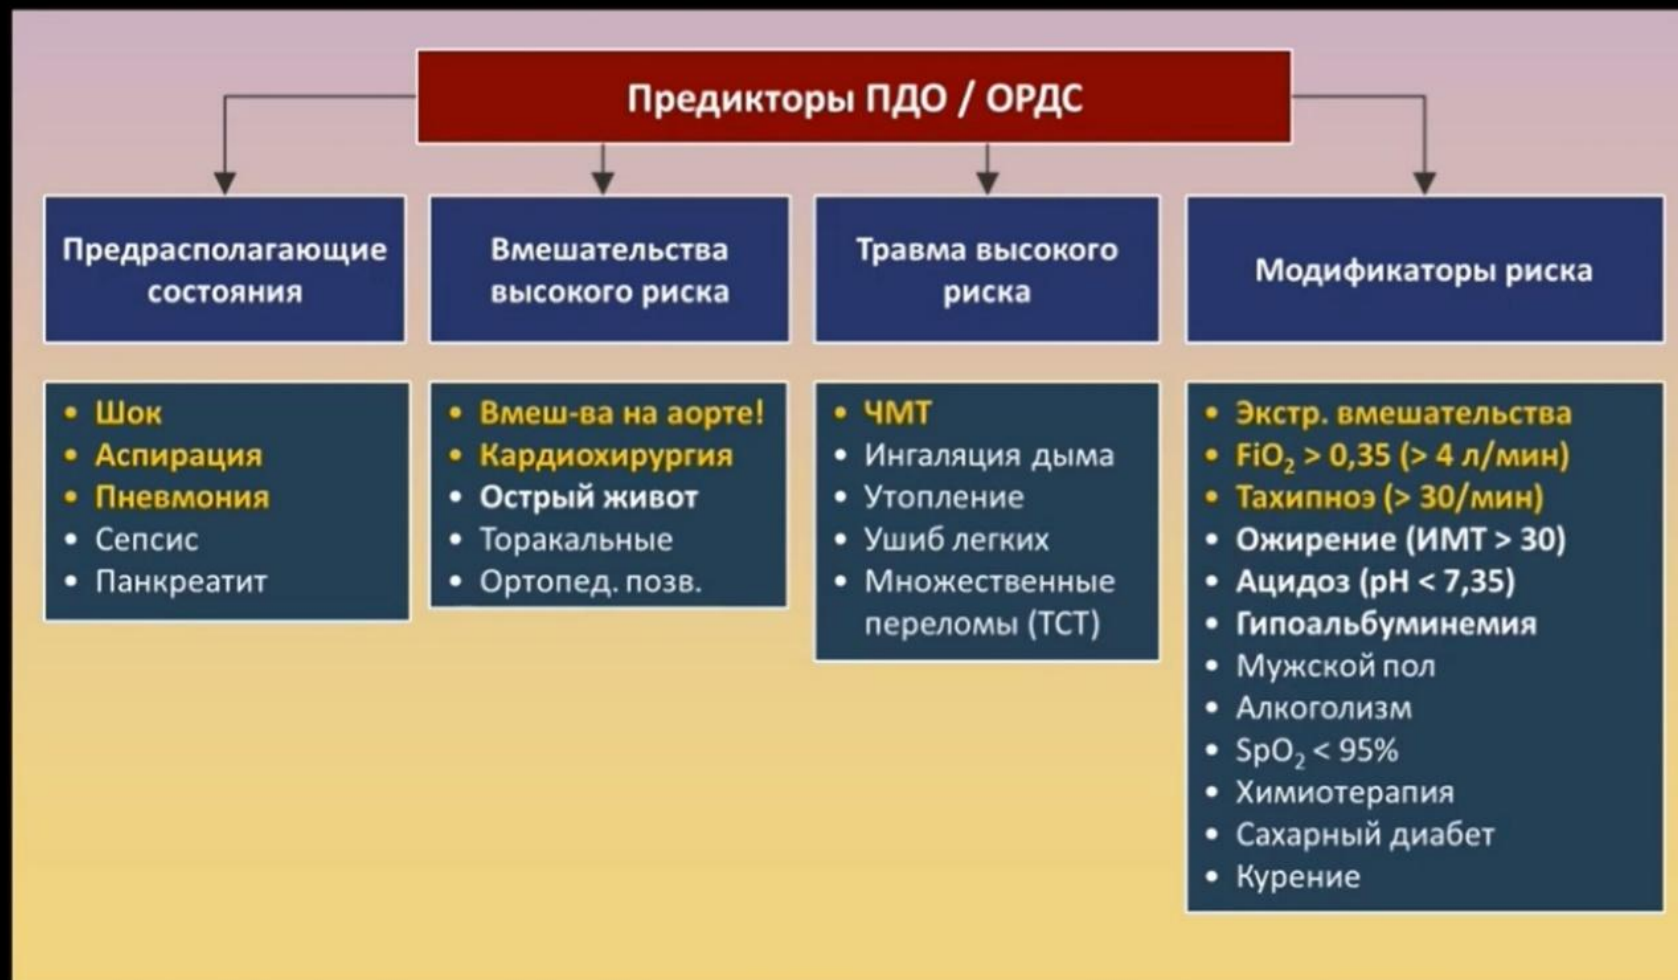 Предикторы ПДО / ОРДС
Предрасполагающие
состояния
• Шок
• Аспирация
• Пневмония
• Сепсис
• Панкреатит
Вмешательства
высокого риска
• Вмеш-ва на аорте!
• Кардиохирургия
• Острый живот
• Торакальные
• Ортопед. позв.
Травма высокого
риска
• ЧМТ
• Ингаляция дыма
• Утопление
• Ушиб легких
• Множественные
переломы (ТСТ)
Модификаторы риска
• Экстр. вмешательства
• FiO₂ > 0,35 (> 4 л/мин)
• Тахипноэ (> 30/мин)
• Ожирение (ИМТ > 30)
• Ацидоз (pH < 7,35)
• Гипоальбуминемия
• Мужской пол
• Алкоголизм
• SpO₂ < 95%
• Химиотерапия
• Сахарный диабет
• Курение